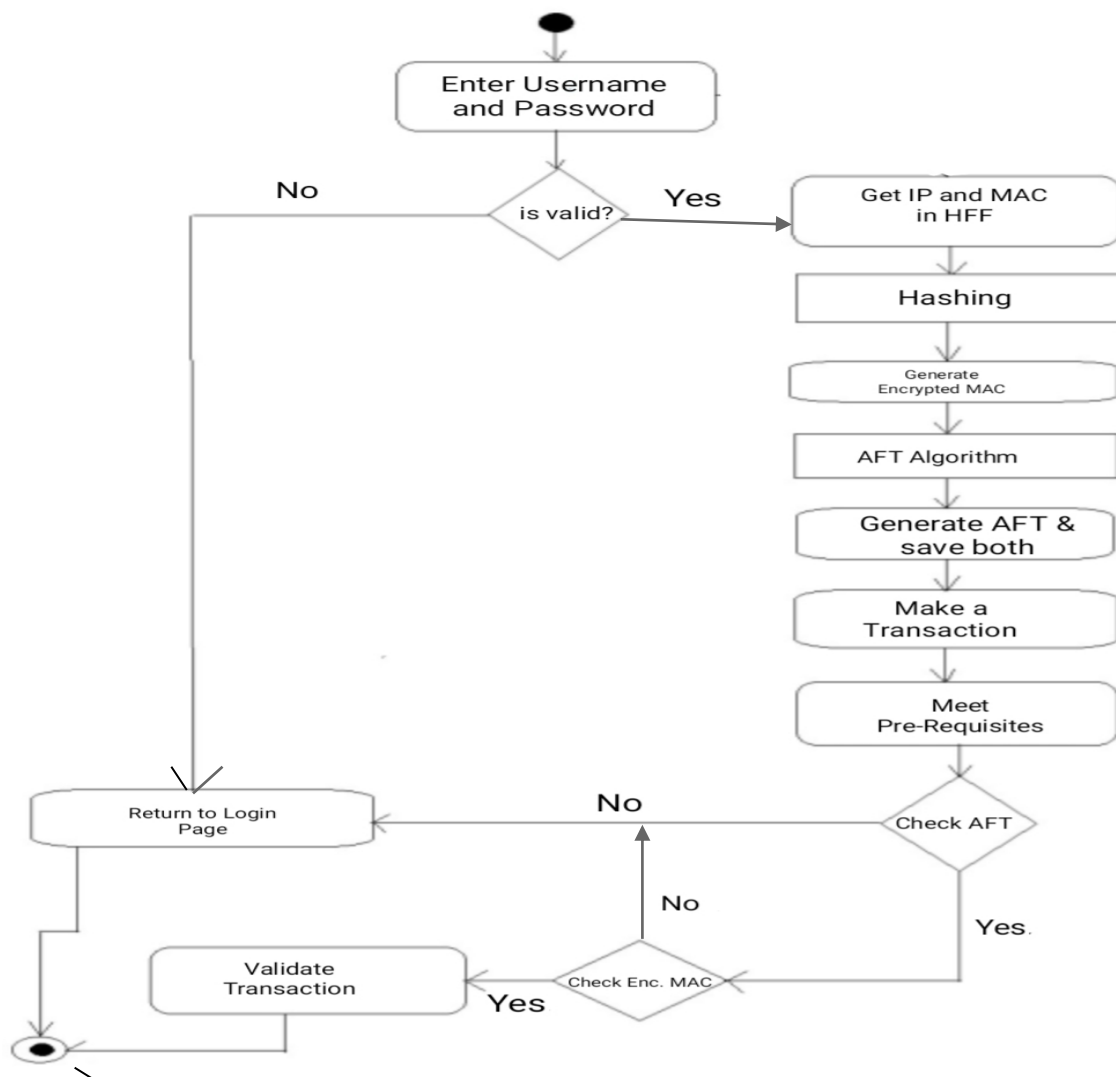 Enter Username
and Password
No
is valid?
Yes
Get IP and MAC
in HFF
Hashing
Generate
Encrypted MAC
AFT Algorithm
Generate AFT &
save both
Make a
Transaction
Meet
Pre-Requisites
Return to Login
Page
No
Check AFT
No
Yes.
Validate
Transaction
Yes
Check Enc. MAC